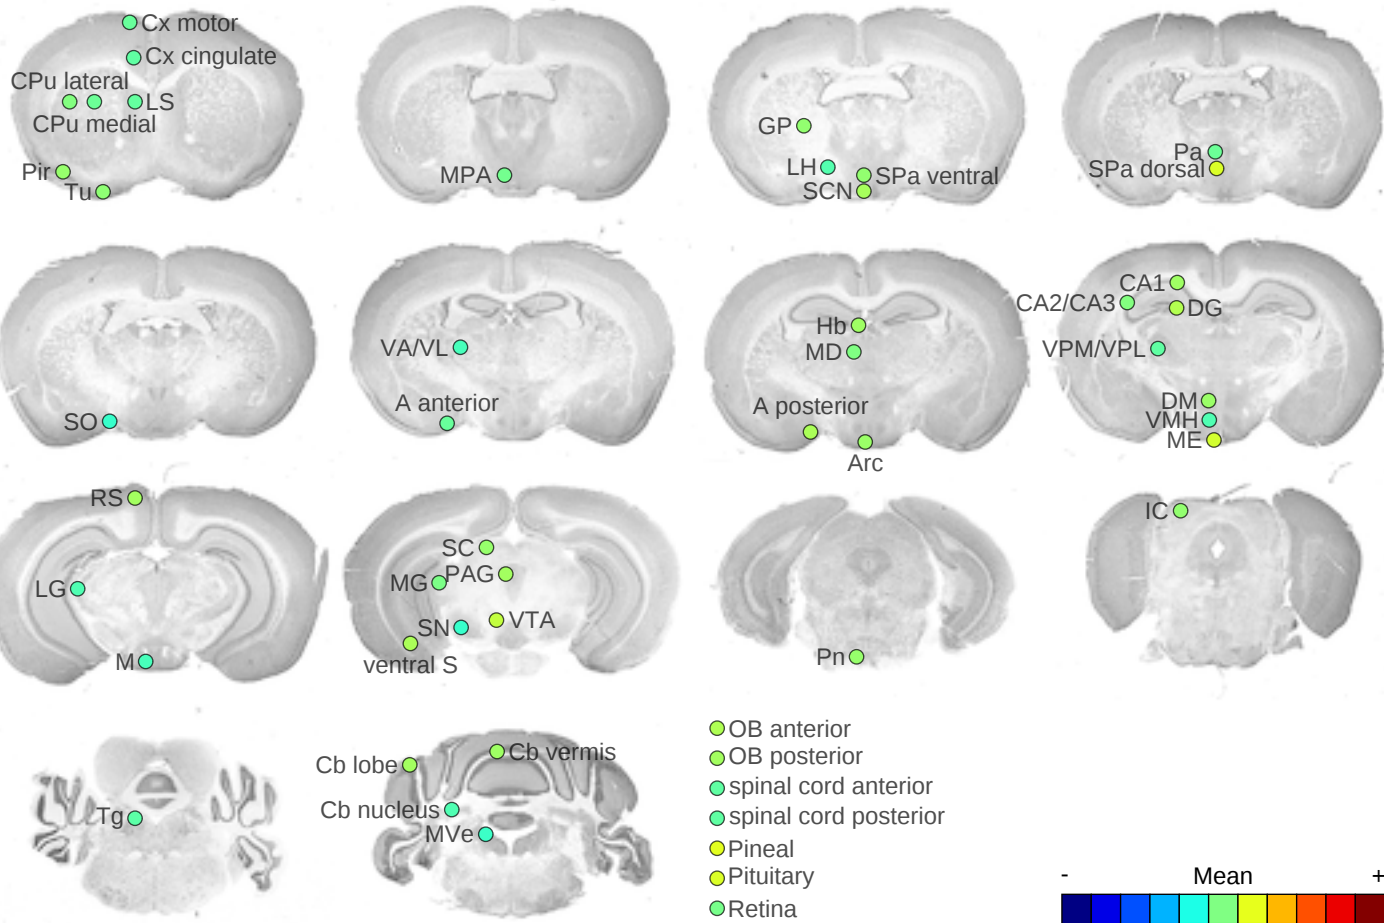 Cx motor
Cx cingulate
CPu lateral
LS
CPu medial
Pir
Tu
MPA
GP
LH
SPa ventral
SCN
Pa
SPa dorsal
SO
VA/VL
A anterior
Hb
MD
A posterior
Arc
CA1
CA2/CA3
DG
VPM/VPL
DM
VMH
ME
RS
LG
M
SC
MG
PAG
SN
VTA
ventral S
Pn
IC
Tg
Cb vermis
Cb lobe
Cb nucleus
MVe
OB anterior
OB posterior
spinal cord anterior
spinal cord posterior
Pineal
Pituitary
Retina
- Mean +